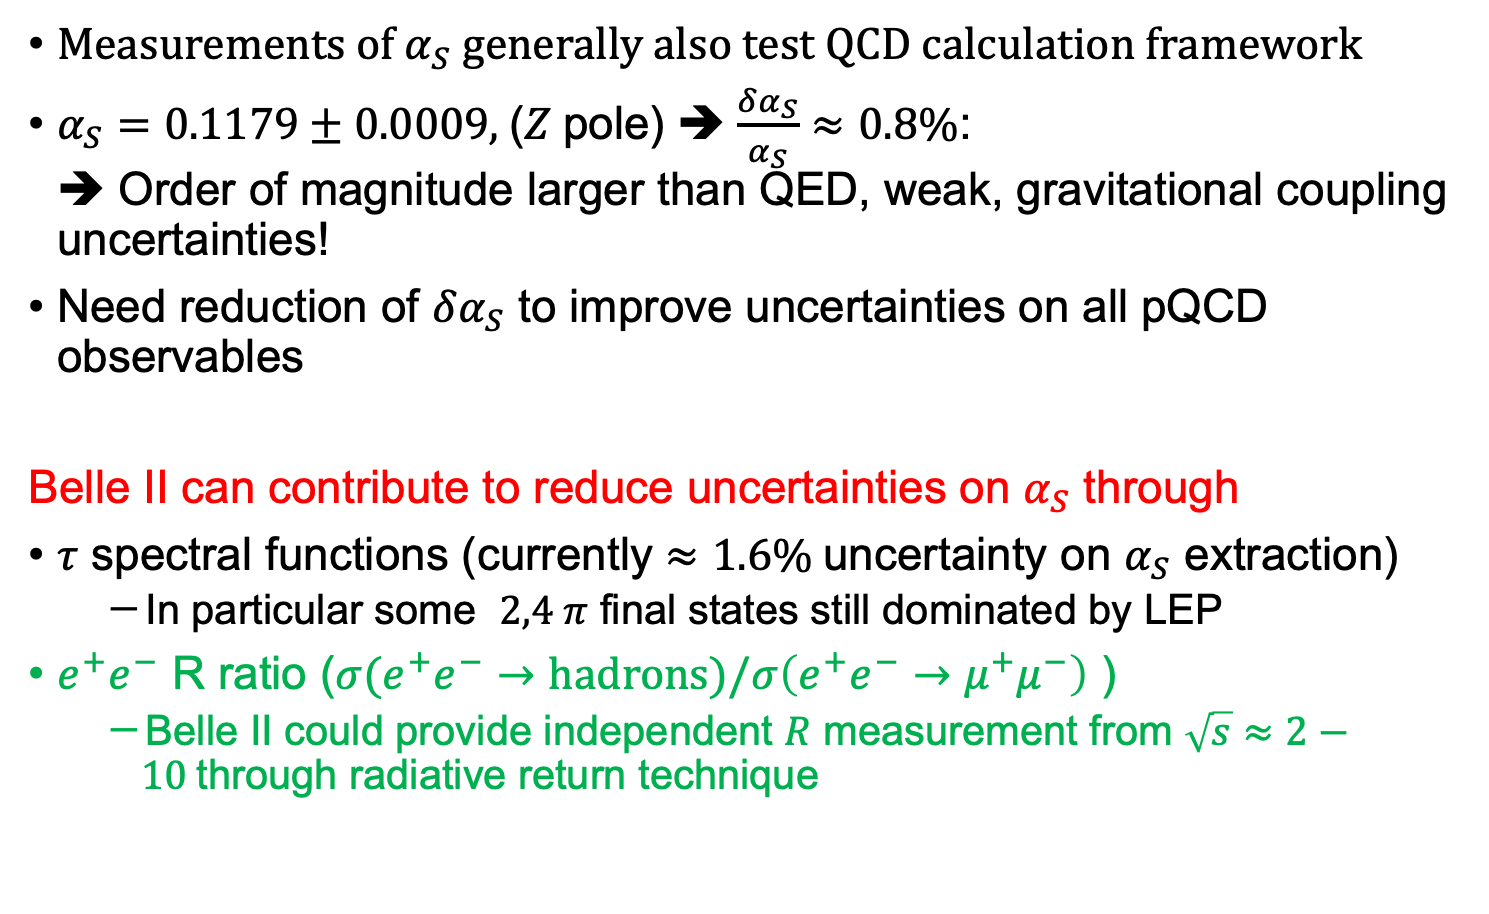 • Measurements of αS generally also test QCD calculation framework
• αS = 0.1179 ± 0.0009, (Z pole) ➔ δαS/αS ≈ 0.8%:
➔ Order of magnitude larger than QED, weak, gravitational coupling
uncertainties!
• Need reduction of δαS to improve uncertainties on all pQCD
observables
Belle II can contribute to reduce uncertainties on αS through
• τ spectral functions (currently ≈ 1.6% uncertainty on αS extraction)
– In particular some 2,4 π final states still dominated by LEP
• e⁺e⁻ R ratio (σ(e⁺e⁻ → hadrons)/σ(e⁺e⁻ → μ⁺μ⁻) )
– Belle II could provide independent R measurement from √s ≈ 2 –
10 through radiative return technique